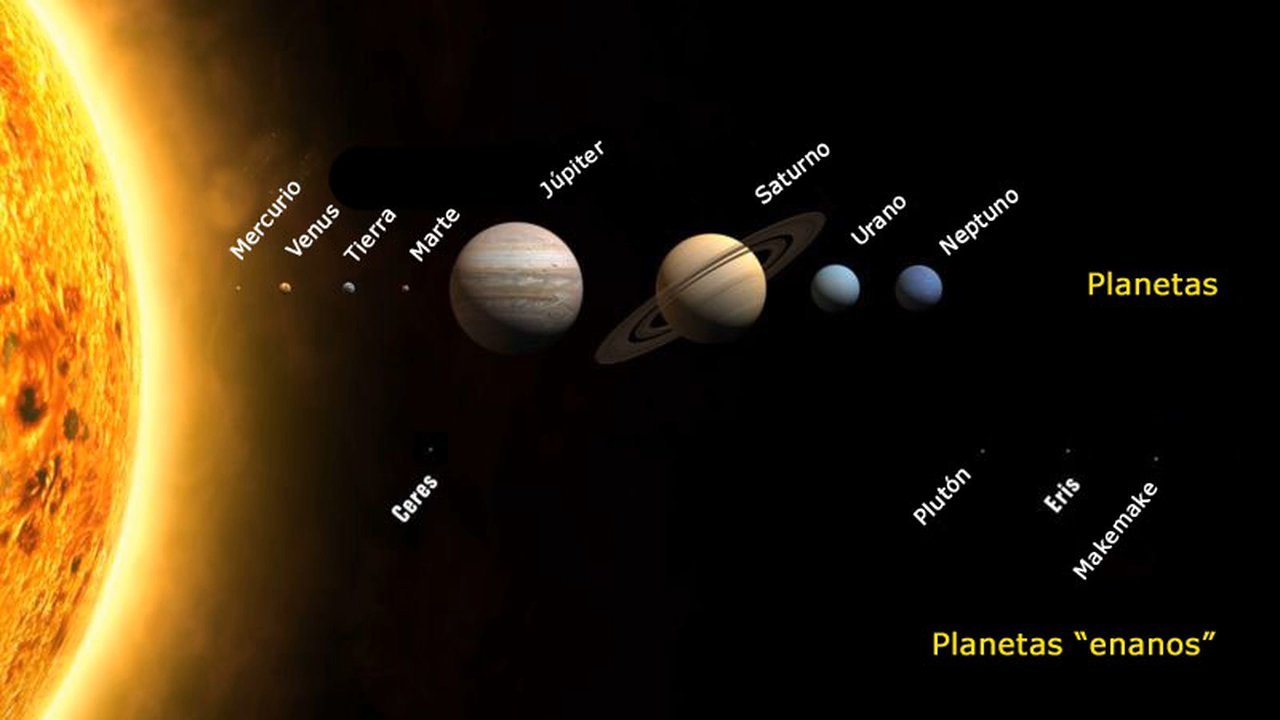 Mercurio
Venus
Tierra
Marte
Júpiter
Saturno
Urano
Neptuno
Planetas
Ceres
Plutón
Eris
Makemake
Planetas “enanos”